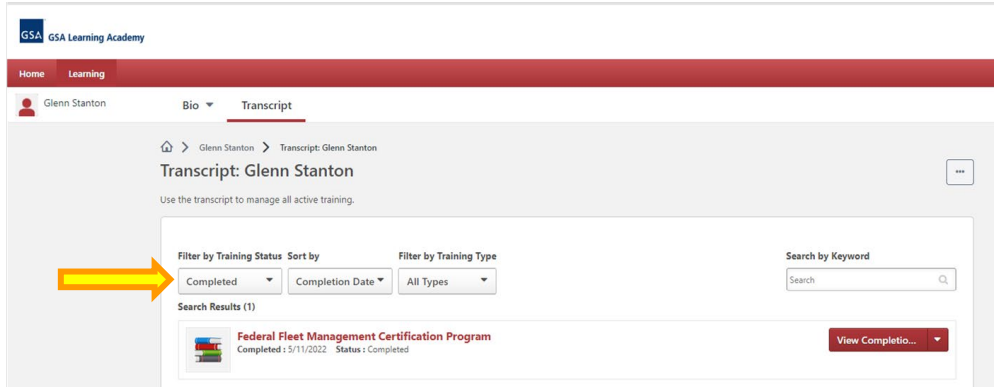 GSA GSA Learning Academy
Home Learning
Glenn Stanton Bio Transcript
Glenn Stanton Transcript: Glenn Stanton
Transcript: Glenn Stanton
Use the transcript to manage all active training.
Filter by Training Status Sort by Filter by Training Type Search by Keyword
Completed Completion Date All Types Search
Search Results (1)
Federal Fleet Management Certification Program
Completed : 5/11/2022 Status : Completed View Completio...